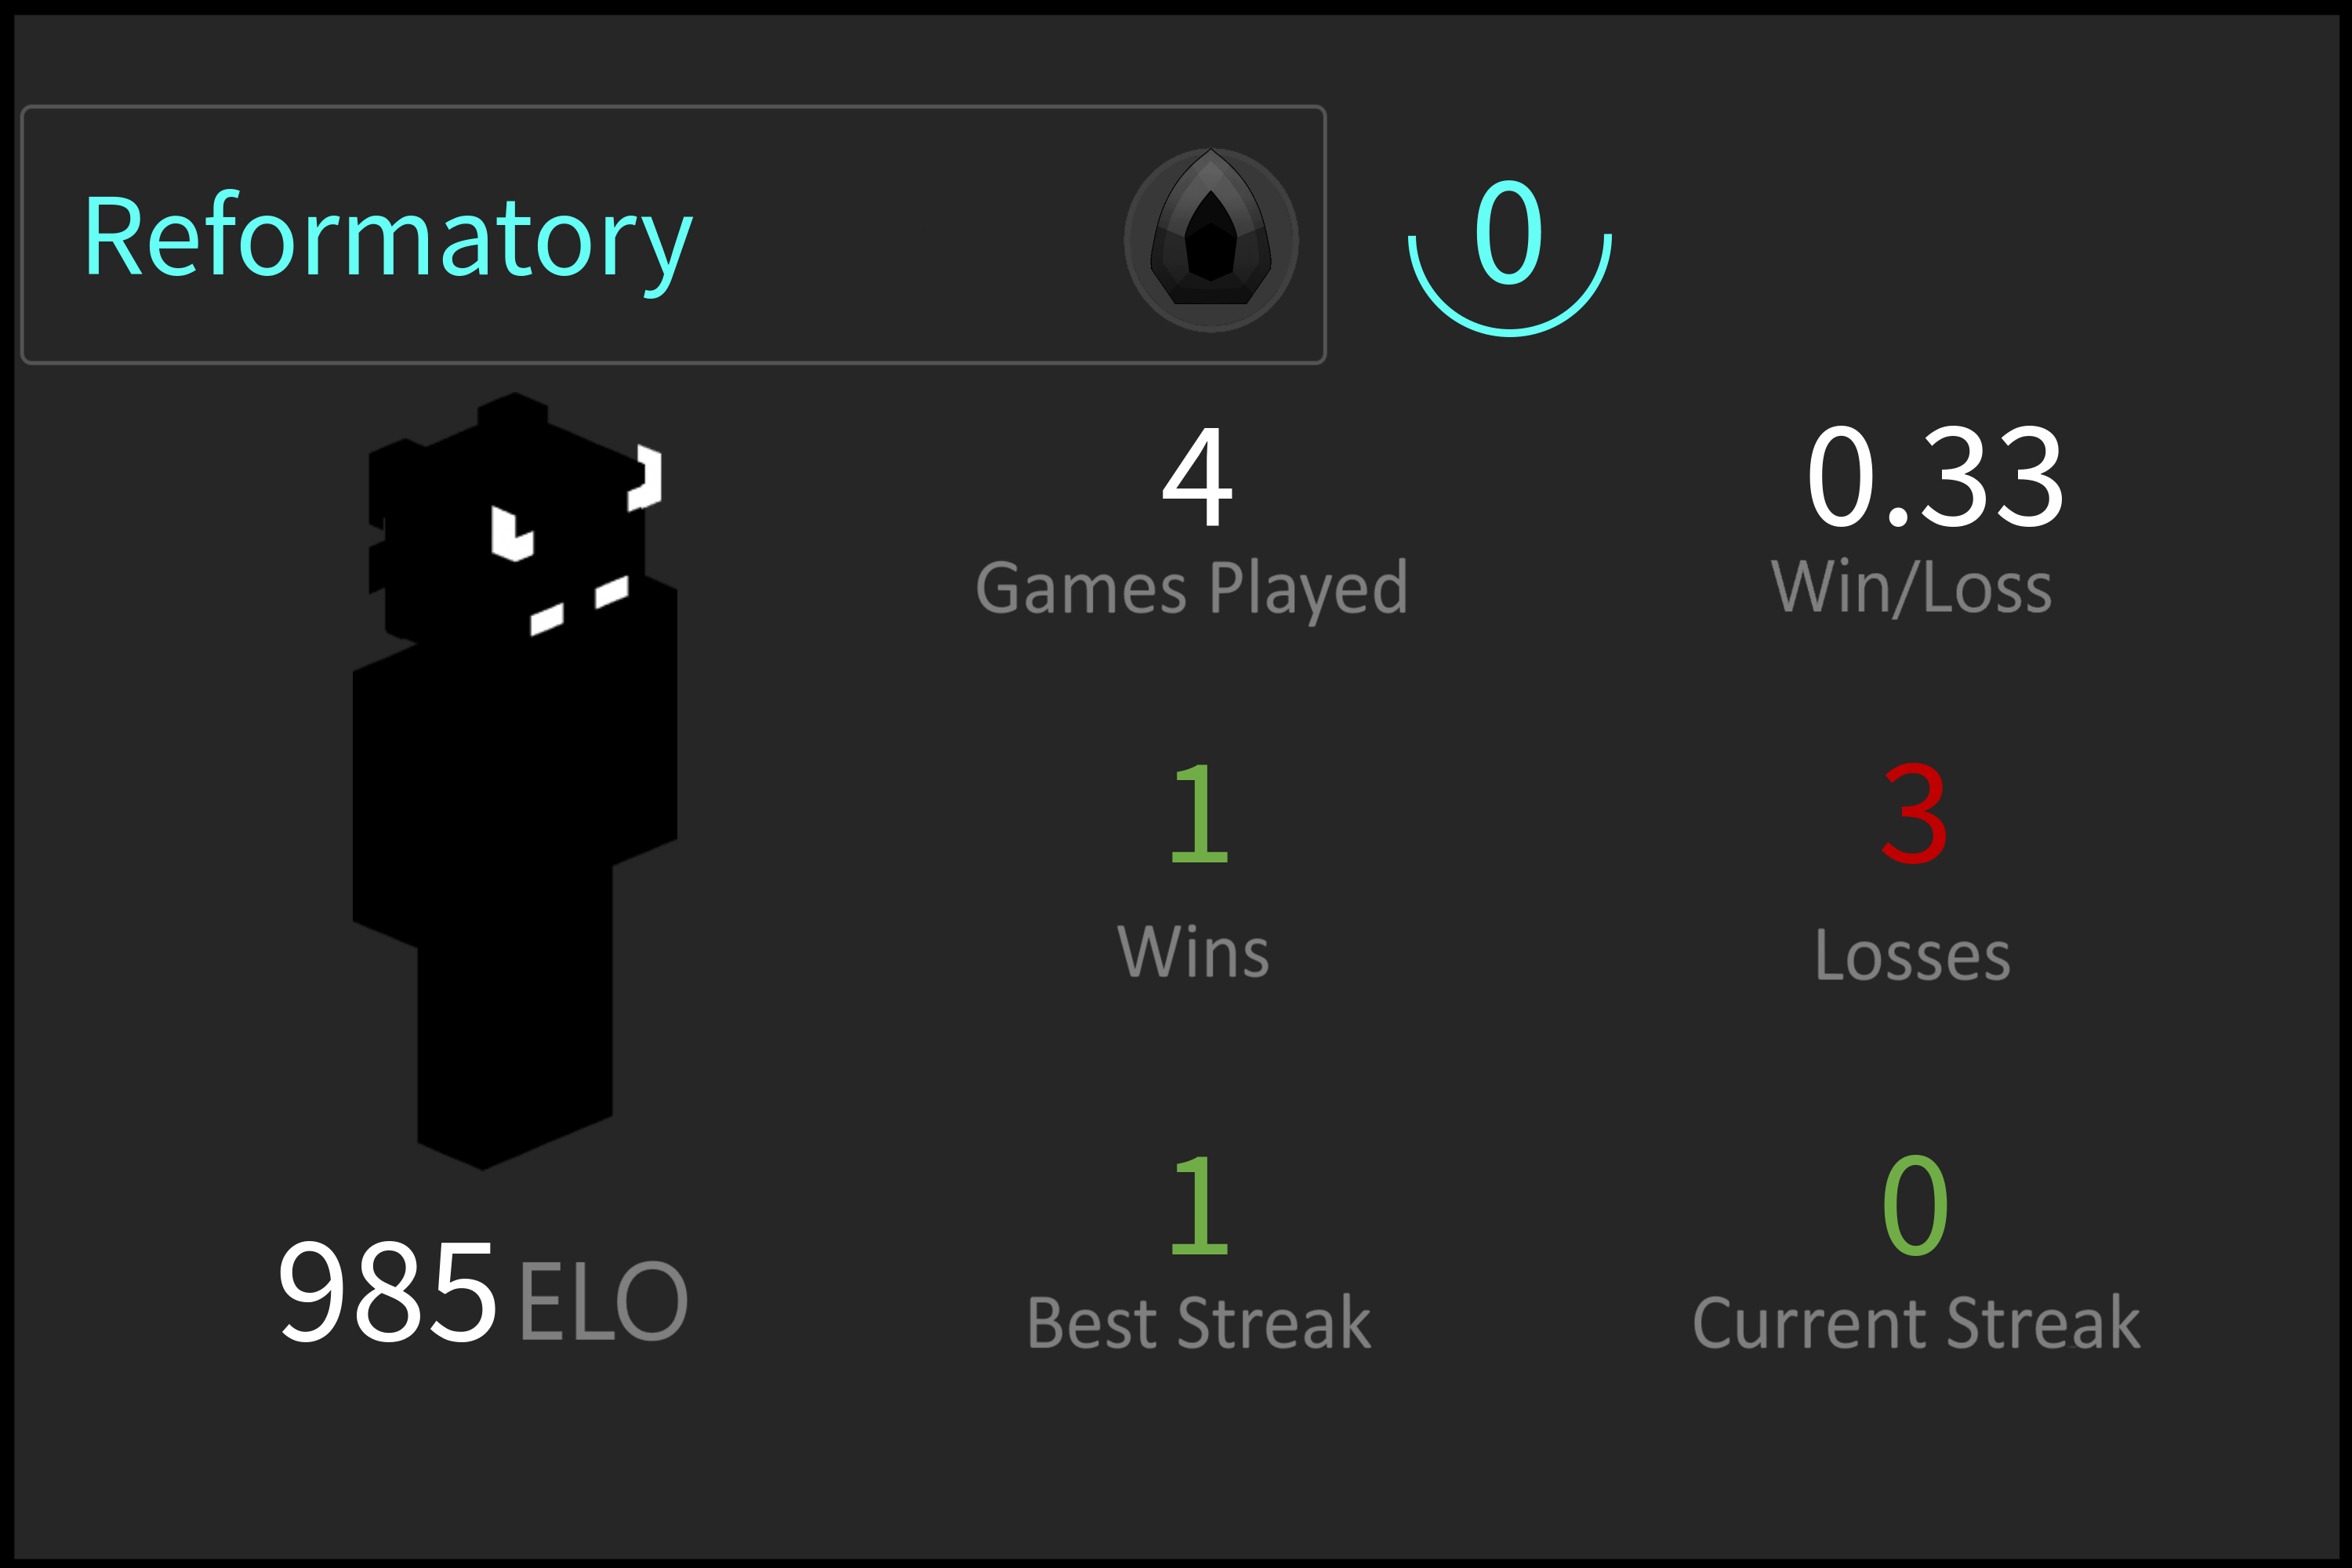 Reformatory
0
4
0.33
Games Played
Win/Loss
1
3
Wins
Losses
1
0
985 ELO
Best Streak
Current Streak